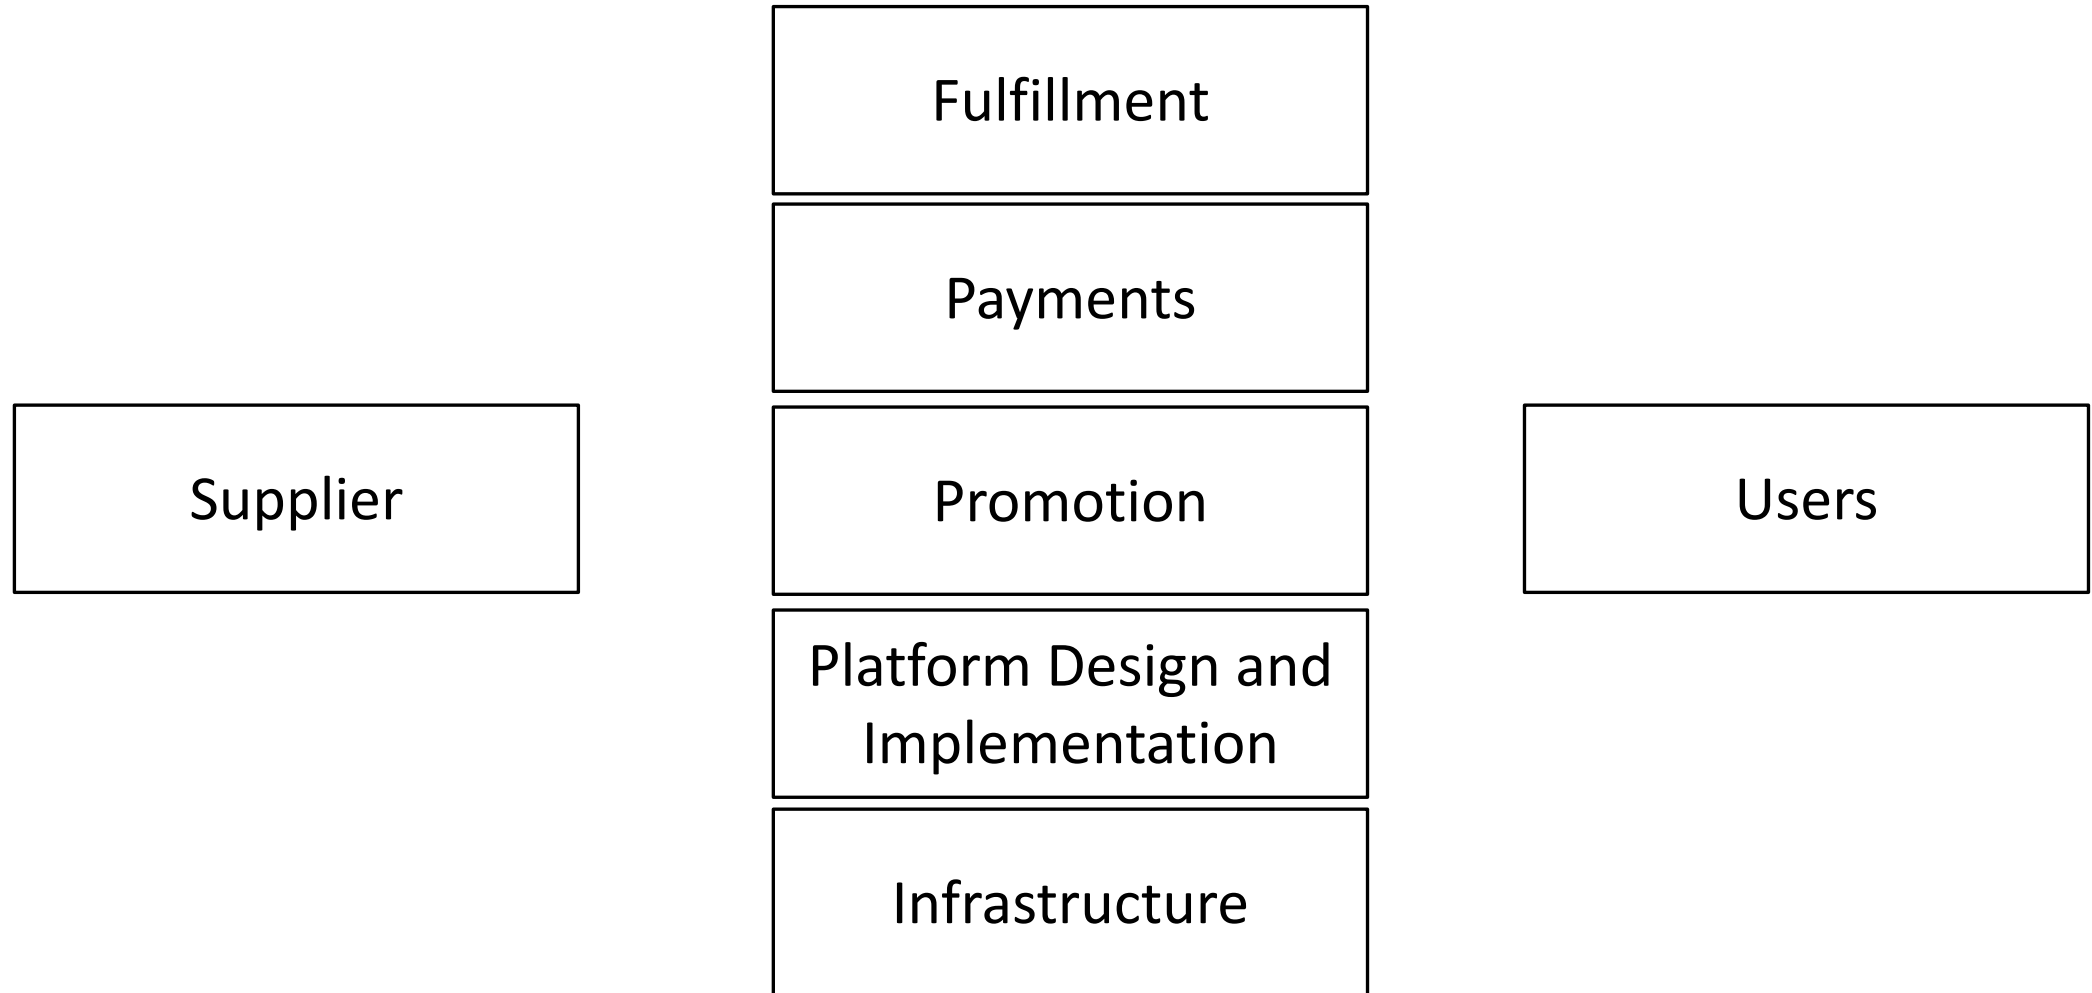 Fulfillment
Payments
Supplier
Promotion
Users
Platform Design and
Implementation
Infrastructure